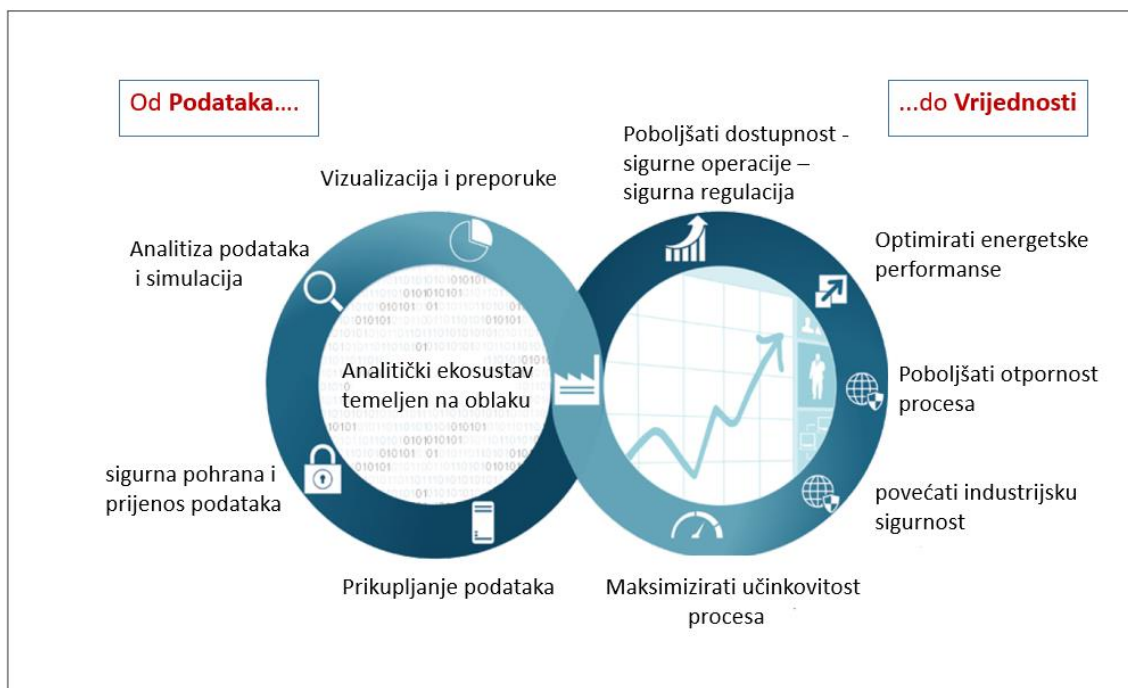 Od Podataka....
...do Vrijednosti
Vizualizacija i preporuke
Poboljšati dostupnost -
sigurne operacije –
sigurna regulacija
Analitiza podataka
i simulacija
Optimirati energetske
performanse
Analitički ekosustav
temeljen na oblaku
Poboljšati otpornost
procesa
sigurna pohrana i
prijenos podataka
povećati industrijsku
sigurnost
Prikupljanje podataka
Maksimizirati učinkovitost
procesa